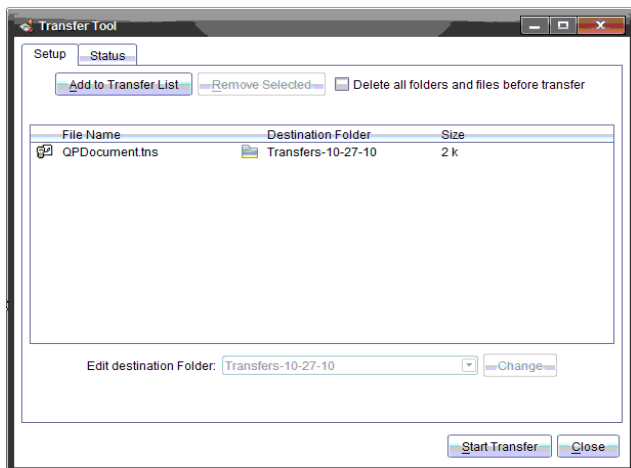 Transfer Tool
Setup Status
Add to Transfer List Remove Selected Delete all folders and files before transfer
File Name Destination Folder Size
QPDocument.tns Transfers-10-27-10 2 k
Edit destination Folder: Transfers-10-27-10 Change
Start Transfer Close